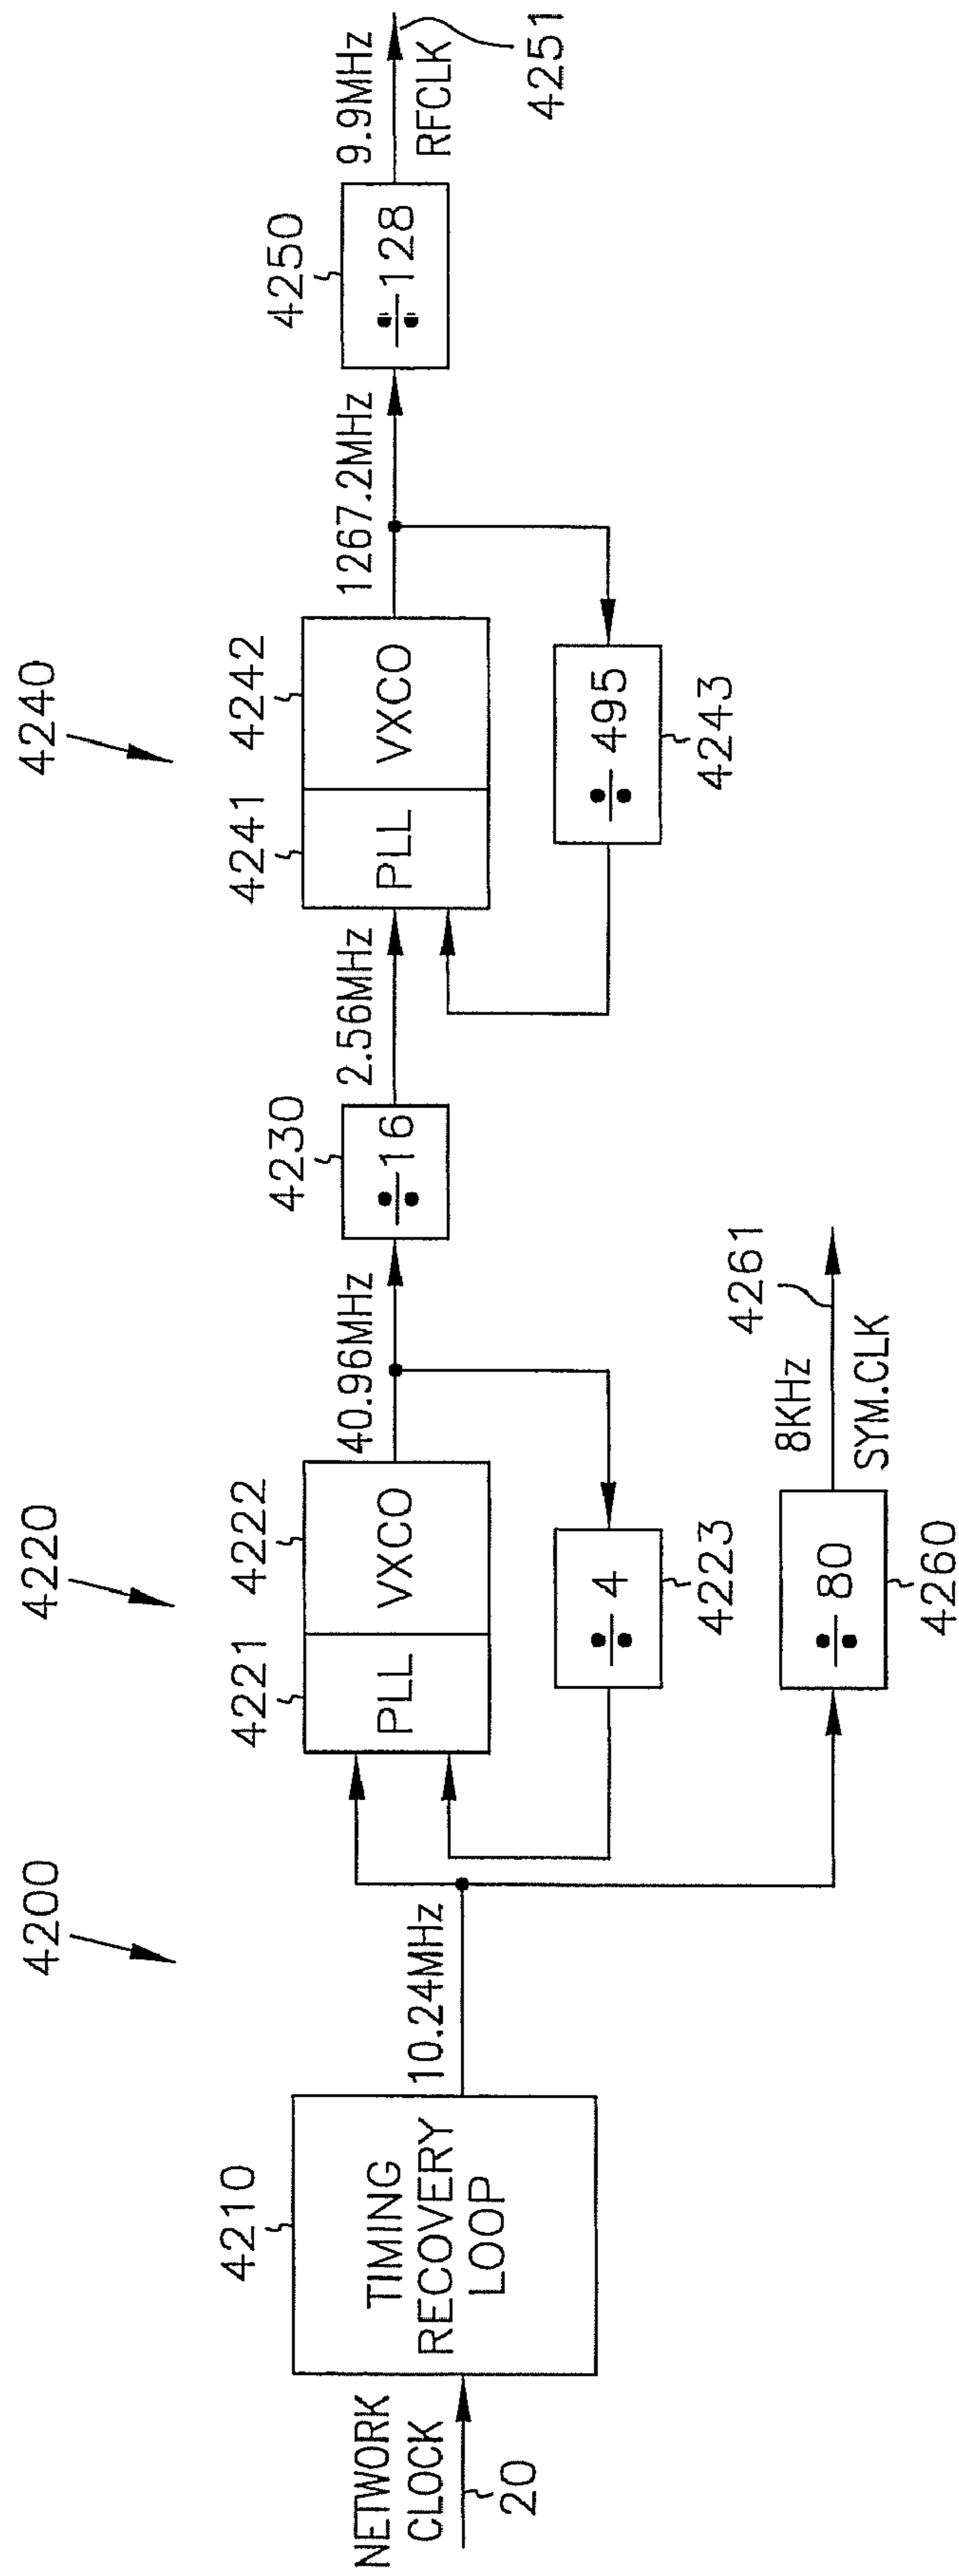 4200
4220
4240
NETWORK
CLOCK
20
4210
TIMING
RECOVERY
LOOP
10.24MHz
4221
4222
PLL
VXCO
40.96MHz
÷ 4
4223
÷ 80
4260
8KHz
SYM.CLK
4261
4230
÷ 16
2.56MHz
4241
4242
PLL
VXCO
1267.2MHz
÷ 495
4243
4250
÷ 128
9.9MHz
RFCLK
4251